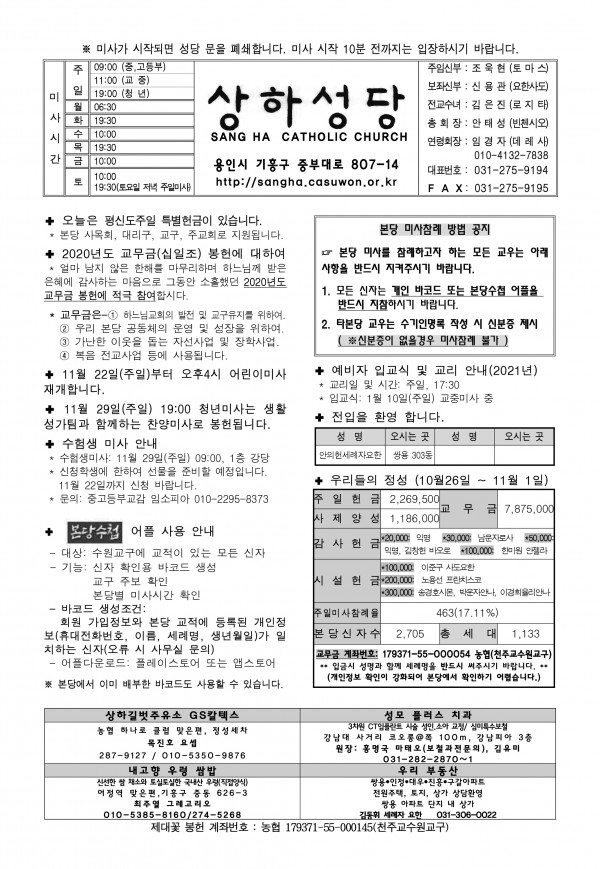 ※ 미사가 시작되면 성당 문을 폐쇄합니다. 미사 시작 10분 전까지는 입장하시기 바랍니다.
미사시간
주일
09:00 (중,고등부)
11:00 (교 중)
19:00 (청 년)
월 06:30
화 19:30
수 10:00
목 19:30
금 10:00
토 10:00
19:30(토요일 저녁 주일미사)
상하성당
SANG HA CATHOLIC CHURCH
용인시 기흥구 중부대로 807-14
http://sangha.casuwon.or.kr
주임신부 : 조 욱 현 (토 마 스)
보좌신부 : 신 용 관 (요한사도)
전교수녀 : 김 은 진 (로 지 타)
총 회 장 : 안 태 성 (빈첸시오)
연령회장 : 임 경 자 (데 레 사)
010-4132-7838
대표번호 : 031-275-9194
F A X : 031-275-9195
✚ 오늘은 평신도주일 특별헌금이 있습니다.
* 본당 사목회, 대리구, 교구, 주교회로 지원됩니다.
✚ 2020년도 교무금(십일조) 봉헌에 대하여
* 얼마 남지 않은 한해를 마무리하며 하느님께 받은
은혜에 감사하는 마음으로 그동안 소홀했던 2020년도
교무금 봉헌에 적극 참여합시다.
* 교무금은-① 하느님교회의 발전 및 교구유지를 위하여.
② 우리 본당 공동체의 운영 및 성장을 위하여.
③ 가난한 이웃을 돕는 자선사업 및 장학사업.
④ 복음 전교사업 등에 사용됩니다.
✚ 11월 22일(주일)부터 오후4시 어린이미사
재개합니다.
✚ 11월 29일(주일) 19:00 청년미사는 생활
성가팀과 함께하는 찬양미사로 봉헌됩니다.
✚ 수험생 미사 안내
* 수험생미사: 11월 29일(주일) 09:00, 1층 강당
* 신청학생에 한하여 선물을 준비할 예정입니다.
11월 22일까지 신청 바랍니다.
* 문의: 중고등부교감 임소피아 010-2295-8373
✚ 본당수첩 어플 사용 안내
- 대상: 수원교구에 교적이 있는 모든 신자
- 기능: 신자 확인용 바코드 생성
교구 주보 확인
본당별 미사시간 확인
- 바코드 생성조건:
회원 가입정보와 본당 교적에 등록된 개인정
보(휴대전화번호, 이름, 세례명, 생년월일)가 일
치하는 신자(오류 시 사무실 문의)
- 어플다운로드: 플레이스토어 또는 앱스토어
※ 본당에서 이미 배부한 바코드도 사용할 수 있습니다.
본당 미사참례 방법 공지
☞ 본당 미사를 참례하고자 하는 모든 교우는 아래
사항을 반드시 지켜주시기 바랍니다.
1. 모든 신자는 개인 바코드 또는 본당수첩 어플을
반드시 지참하시기 바랍니다.
2. 타본당 교우는 수기인명록 작성 시 신분증 제시
( ※신분증이 없을경우 미사참례 불가 )
✚ 예비자 입교식 및 교리 안내(2021년)
* 교리일 및 시간: 주일, 17:30
* 입교식: 1월 10일(주일) 교중미사 중
✚ 전입을 환영 합니다.
성 명 오시는 곳 성 명 오시는 곳
안의헌세례자요한 쌍용 303동
✚ 우리들의 정성 (10월26일 ~ 11월 1일)
주 일 헌 금 2,269,500 교 무 금 7,875,000
사 제 양 성 1,186,000
감 사 헌 금 *20,000: 익명 *30,000: 남문자로사 *50,000:
익명, 김창헌 바오로 *100,000: 한미원 안젤라
시 설 헌 금 *100,000: 이준구 사도요한
*200,000: 노용선 프란치스코
*300,000: 송경호시몬, 박운자안나, 이경희율리안나
주일미사참례율 463(17.11%)
본 당 신 자 수 2,705 총 세 대 1,133
교무금 계좌번호: 179371-55-000054 농협(천주교수원교구)
** 입금시 성명과 함께 세례명을 반드시 써주시기 바랍니다. **
(개인정보 확인이 강화되어 본당에서 확인하기 어렵습니다.)
상하길벗주유소 GS칼텍스
농협 하나로 클럽 맞은편, 정성세차
목진호 요셉
287-9127 / 010-5350-9876
성모 플러스 치과
3차원 CT임플란트 시술 성인.소아 교정/ 심미특수보철
강남대 사거리 코오롱@쪽 100m, 강남피아 3층
원장: 홍명국 마태오(보철과전문의), 김유미
031-282-2870~1
내고향 우렁 쌈밥
신선한 쌈 채소와 토실토실한 국내산 우렁(직접양식)
어정역 맞은편,기흥구 중동 626-3
최주열 그레고리오
010-5385-8160/274-5268
우리 부동산
쌍용•인정•대우•진흥•구갈아파트
전원주택, 토지, 상가 상담환영
쌍용 아파트 단지 내 상가
김동휘 세례자 요한 031-306-0022
제대꽃 봉헌 계좌번호 : 농협 179371-55-000145(천주교수원교구)